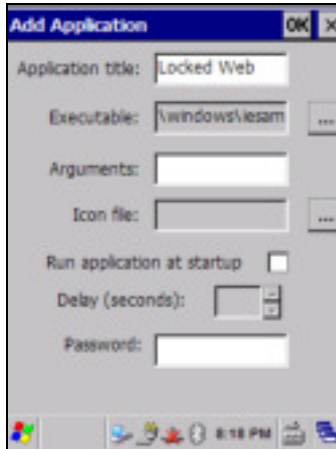 Add Application OK ×
Application title: Locked Web
Executable: \windows\iesam ...
Arguments:
Icon file: ...
Run application at startup
Delay (seconds):
Password:
8:18 PM